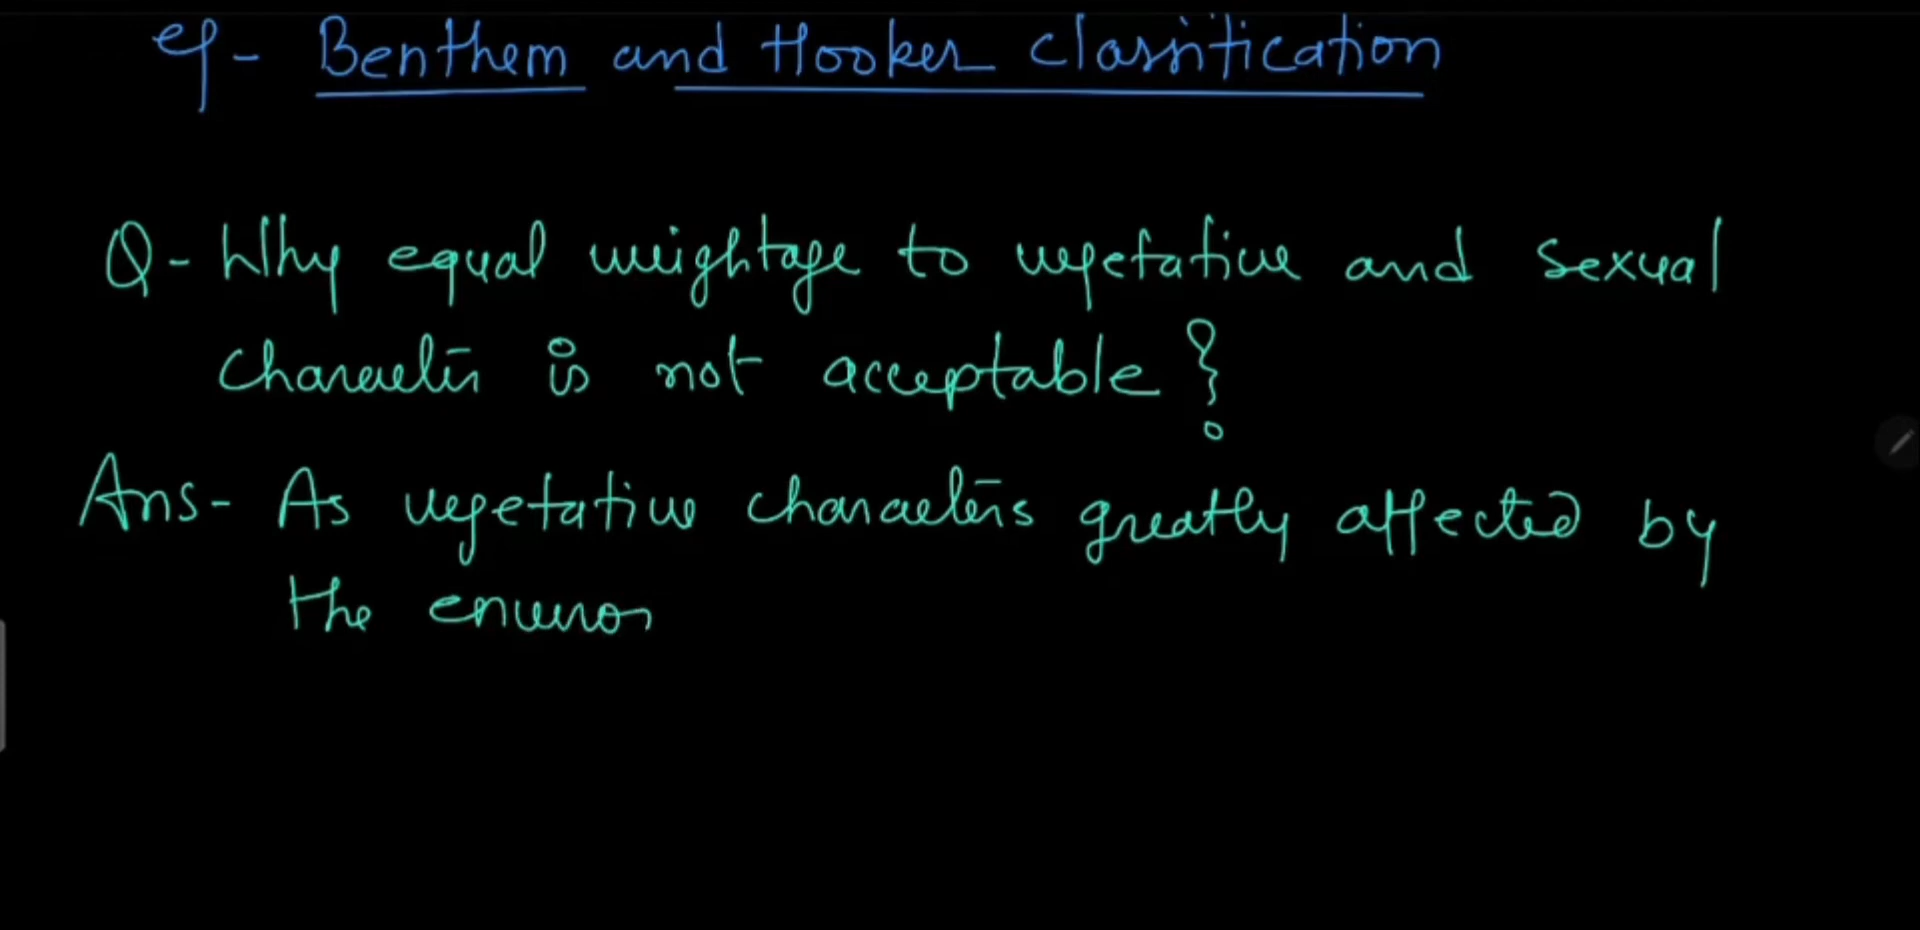 eg- Benthem and Hooker classification
Q- Why equal weightage to vegetative and sexual
character is not acceptable?
Ans- As vegetative characters greatly affected by
the environ